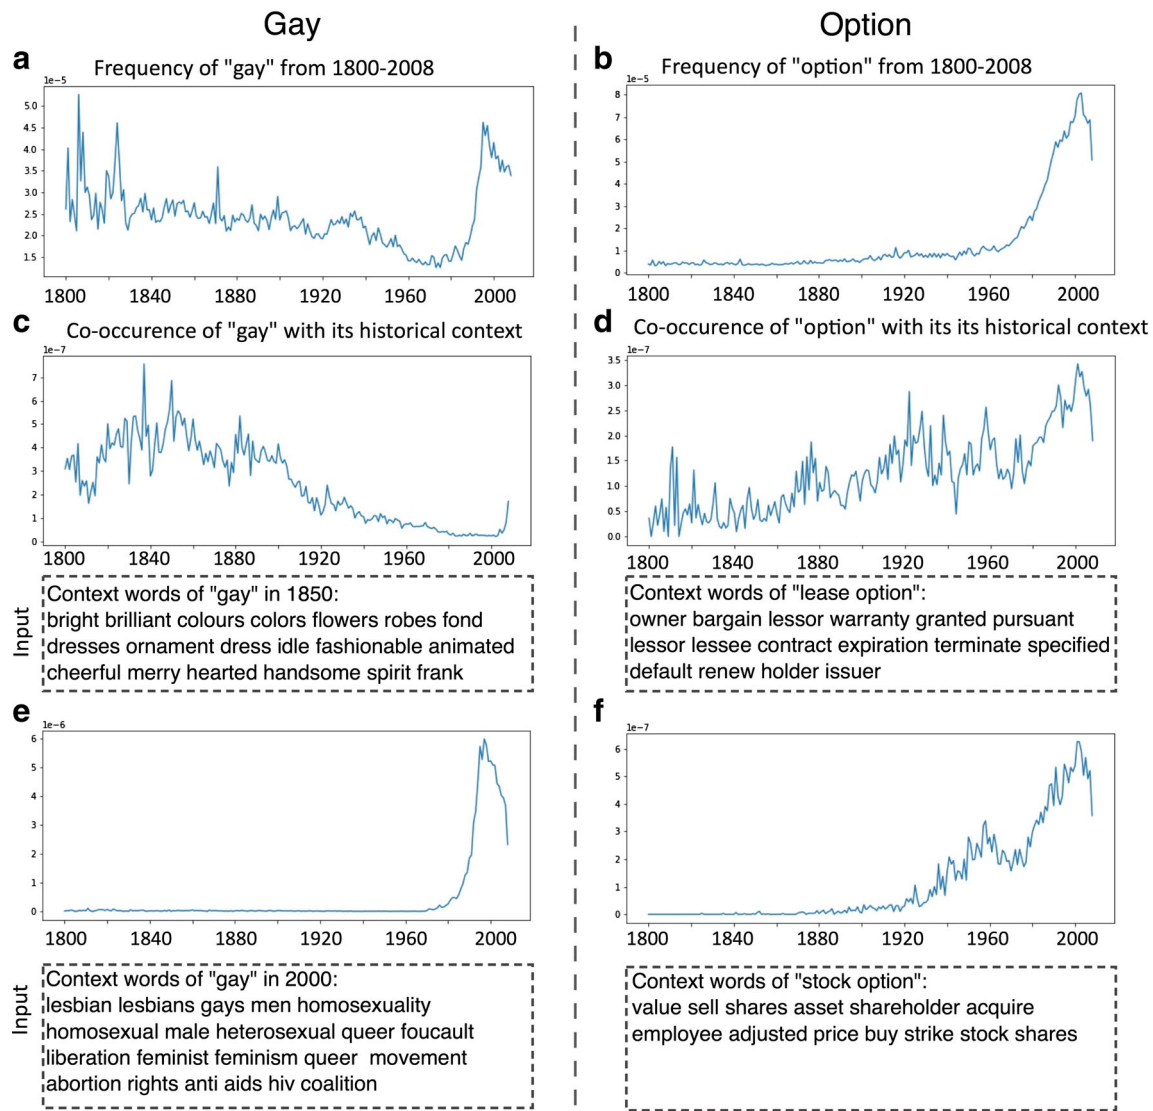 Gay
Option
a
Frequency of "gay" from 1800-2008
1e-5
5.0
4.5
4.0
3.5
3.0
2.5
2.0
1.5
1800 1840 1880 1920 1960 2000
b
Frequency of "option" from 1800-2008
1e-5
8
7
6
5
4
3
2
1
0
1800 1840 1880 1920 1960 2000
c
Co-occurence of "gay" with its historical context
1e-7
7
6
5
4
3
2
1
0
1800 1840 1880 1920 1960 2000
Input
Context words of "gay" in 1850:
bright brilliant colours colors flowers robes fond
dresses ornament dress idle fashionable animated
cheerful merry hearted handsome spirit frank
d
Co-occurence of "option" with its its historical context
1e-7
3.5
3.0
2.5
2.0
1.5
1.0
0.5
0.0
1800 1840 1880 1920 1960 2000
Context words of "lease option":
owner bargain lessor warranty granted pursuant
lessor lessee contract expiration terminate specified
default renew holder issuer
e
1e-6
6
5
4
3
2
1
0
1800 1840 1880 1920 1960 2000
Input
Context words of "gay" in 2000:
lesbian lesbians gays men homosexuality
homosexual male heterosexual queer foucault
liberation feminist feminism queer movement
abortion rights anti aids hiv coalition
f
1e-7
6
5
4
3
2
1
0
1800 1840 1880 1920 1960 2000
Context words of "stock option":
value sell shares asset shareholder acquire
employee adjusted price buy strike stock shares